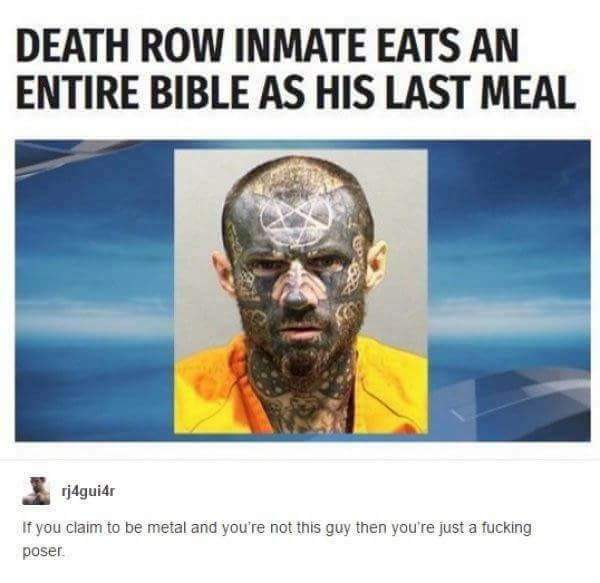 DEATH ROW INMATE EATS AN
ENTIRE BIBLE AS HIS LAST MEAL
rj4gui4r
If you claim to be metal and you're not this guy then you're just a fucking
poser.